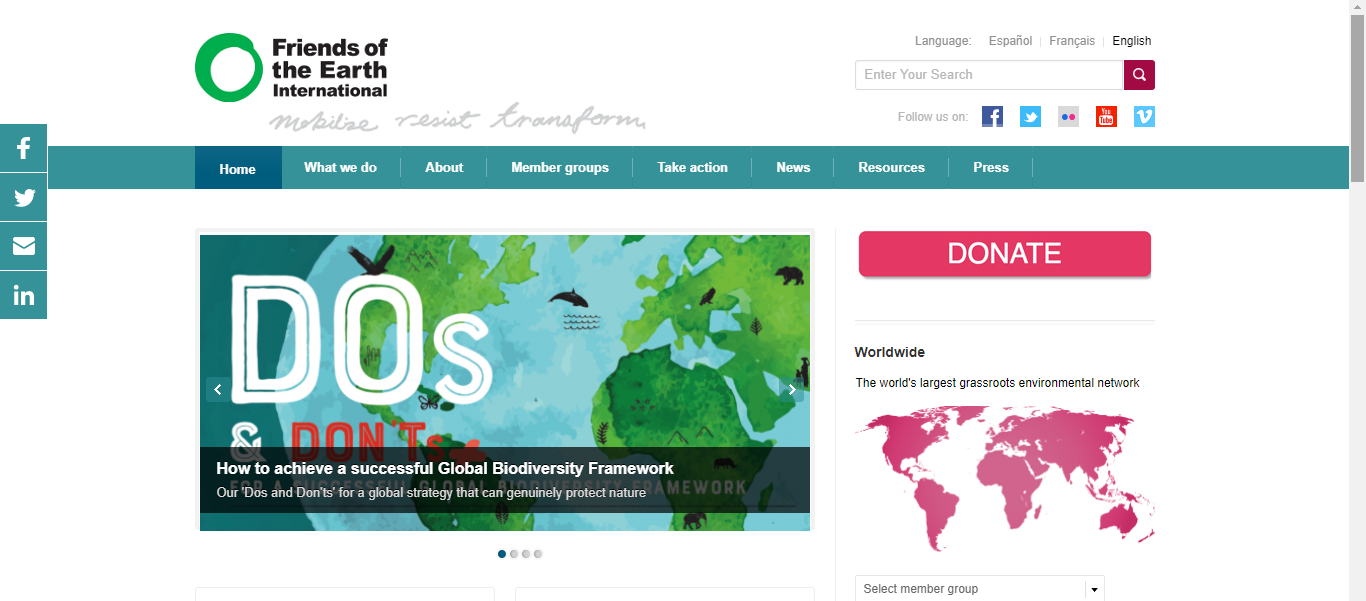 Friends of
the Earth
International
mobilise resist transform
Language: Español Français English
Enter Your Search
Follow us on:
You
Tube
Home What we do About Member groups Take action News Resources Press
DOs
& DON'Ts
FOR A SUCCESSFUL GLOBAL BIODIVERSITY FRAMEWORK
How to achieve a successful Global Biodiversity Framework
Our 'Dos and Don'ts' for a global strategy that can genuinely protect nature
DONATE
Worldwide
The world's largest grassroots environmental network
Select member group